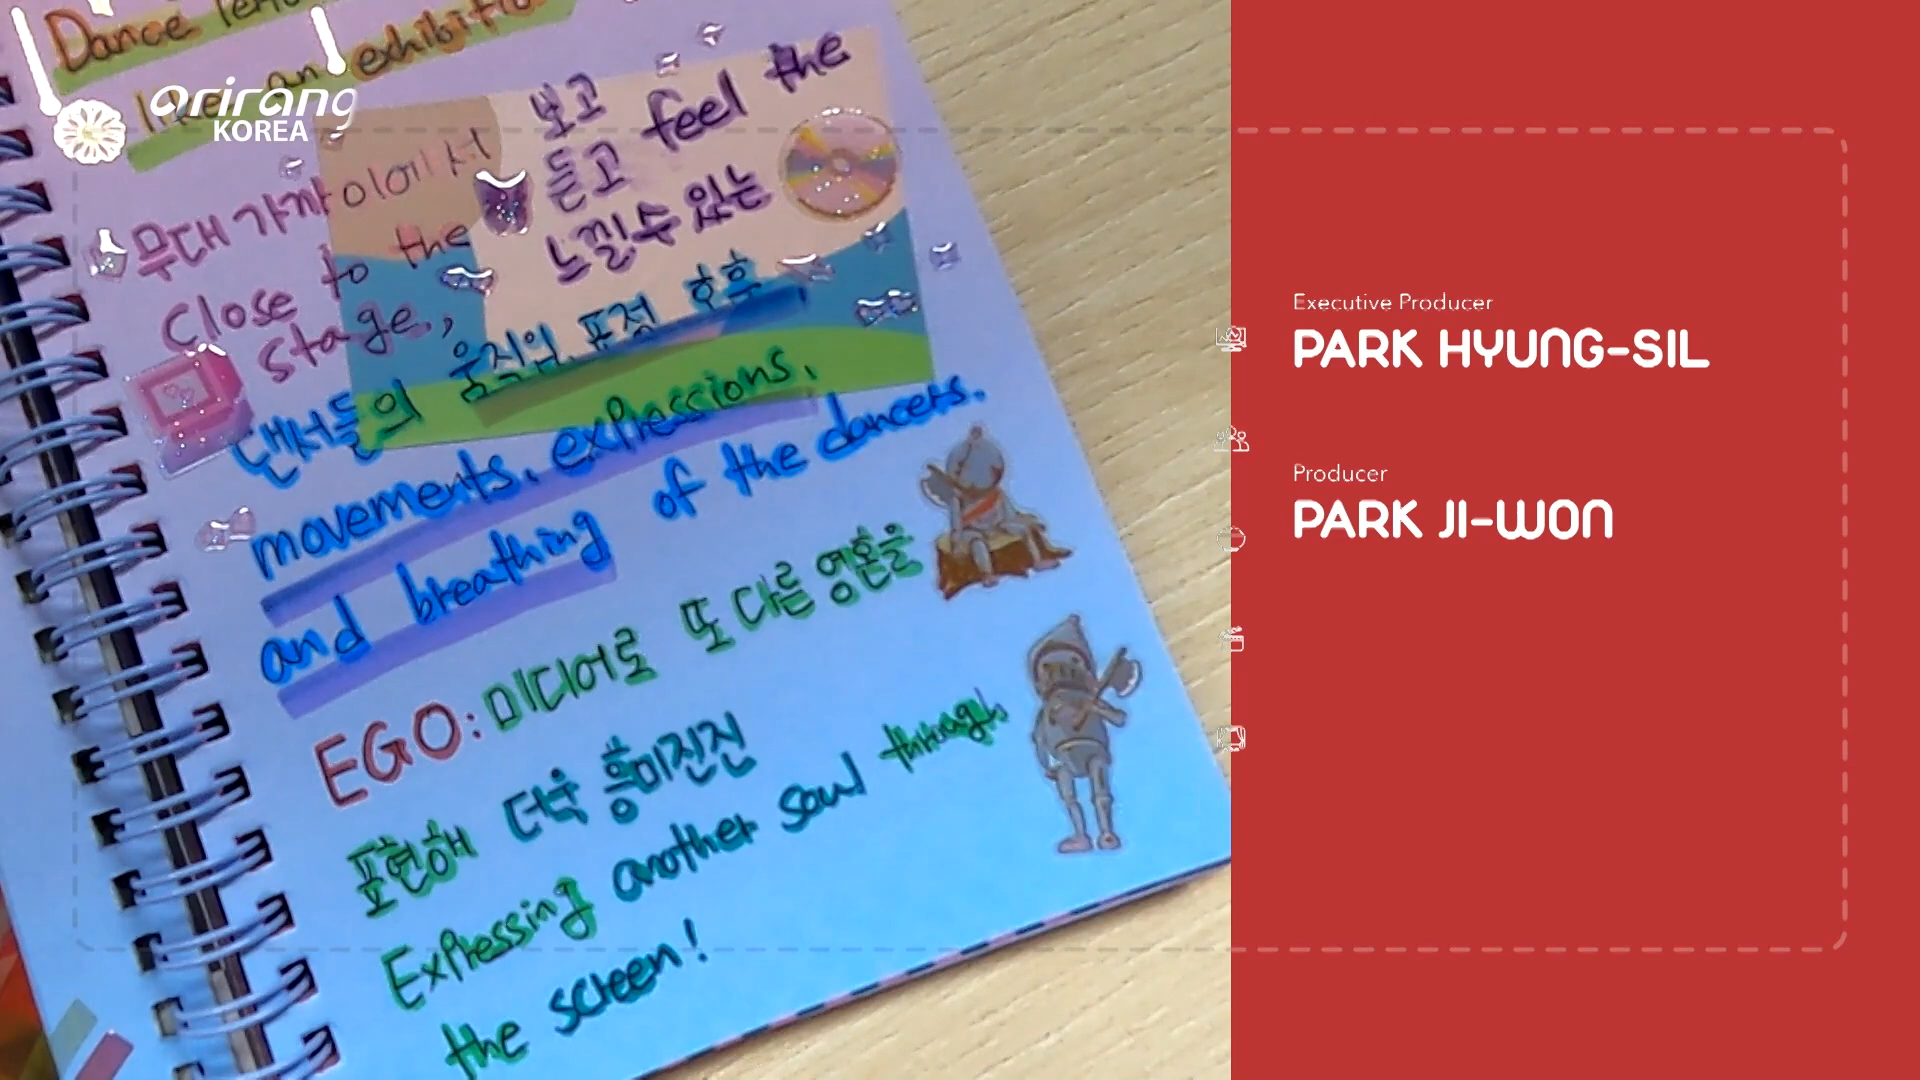 Dance
like an exhibition
arirang
KOREA
무대 가까이에서
Close to the
stage,
보고
듣고 feel the
느낄 수 있는
댄서들의 움직임, 표정, 호흡
movements, expressions,
and breathing of the dancers.
EGO: 미디어로 또 다른 영혼을
표현해 더욱 흥미진진
Expressing another soul through
the screen!
Executive Producer
PARK HYUNG-SIL
Producer
PARK JI-WON